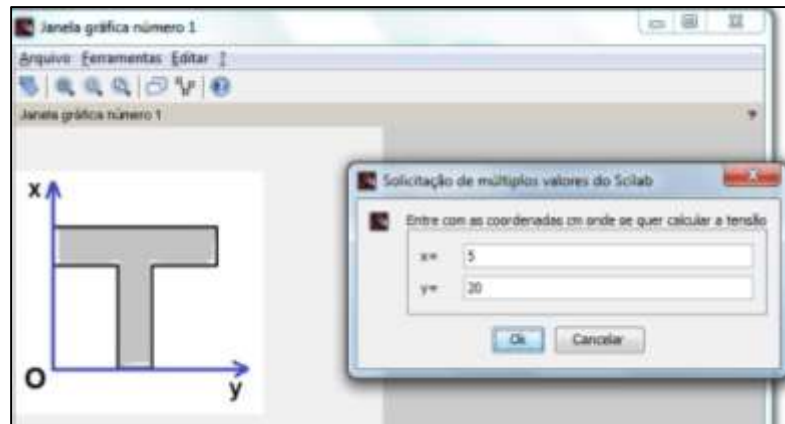 Janela gráfica número 1
Arquivo Ferramentas Editar ?
Janela gráfica número 1
x
O
y
Solicitação de múltiplos valores do Scilab
Entre com as coordenadas cm onde se quer calcular a tensão
x= 5
y= 20
Ok Cancelar